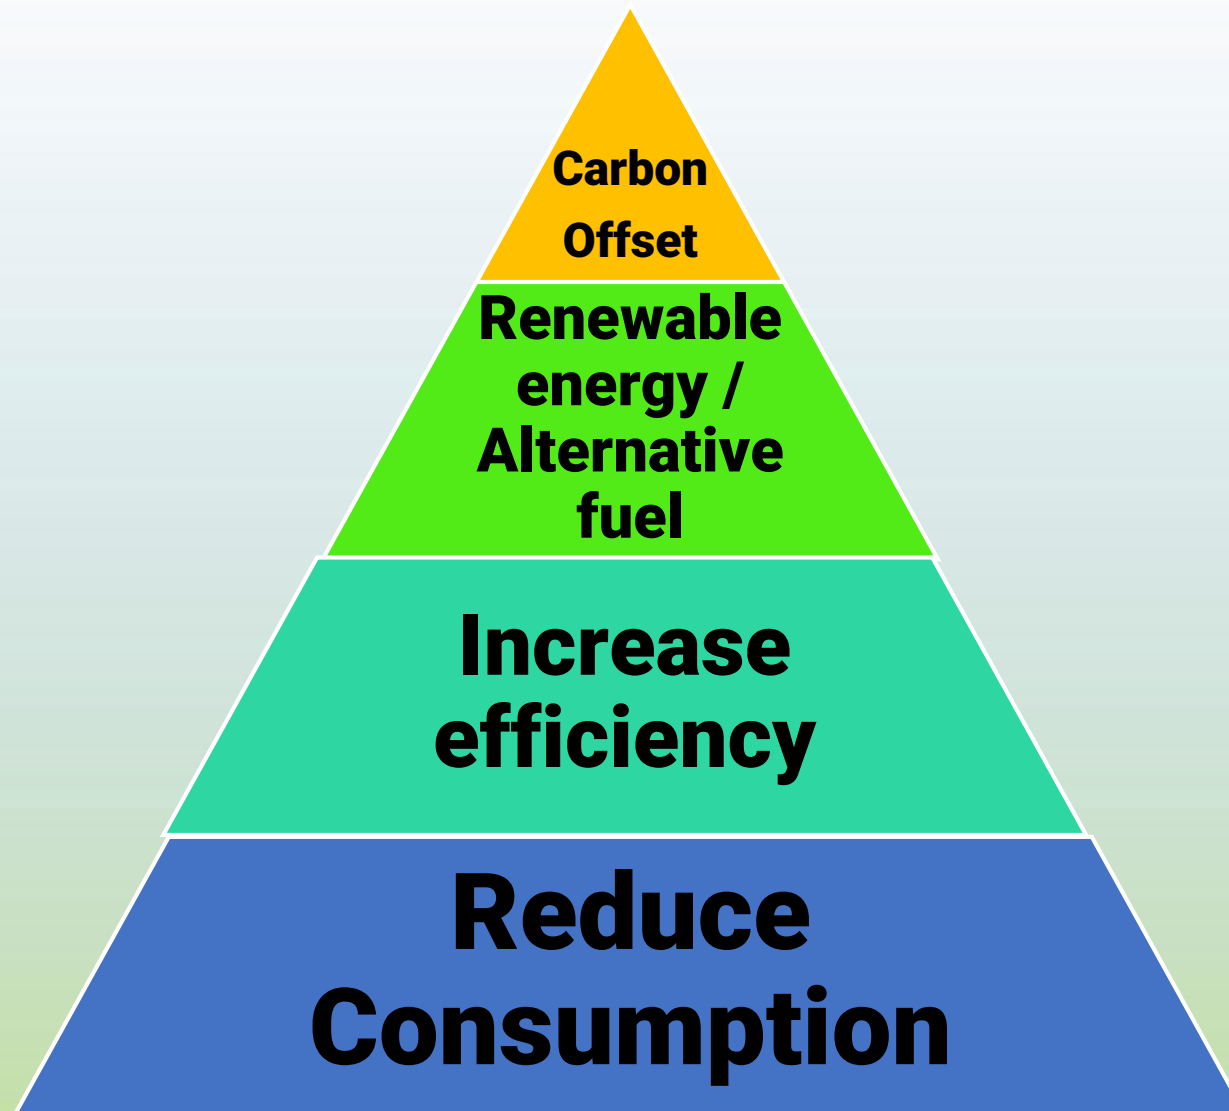 Carbon
Offset
Renewable
energy /
Alternative
fuel
Increase
efficiency
Reduce
Consumption